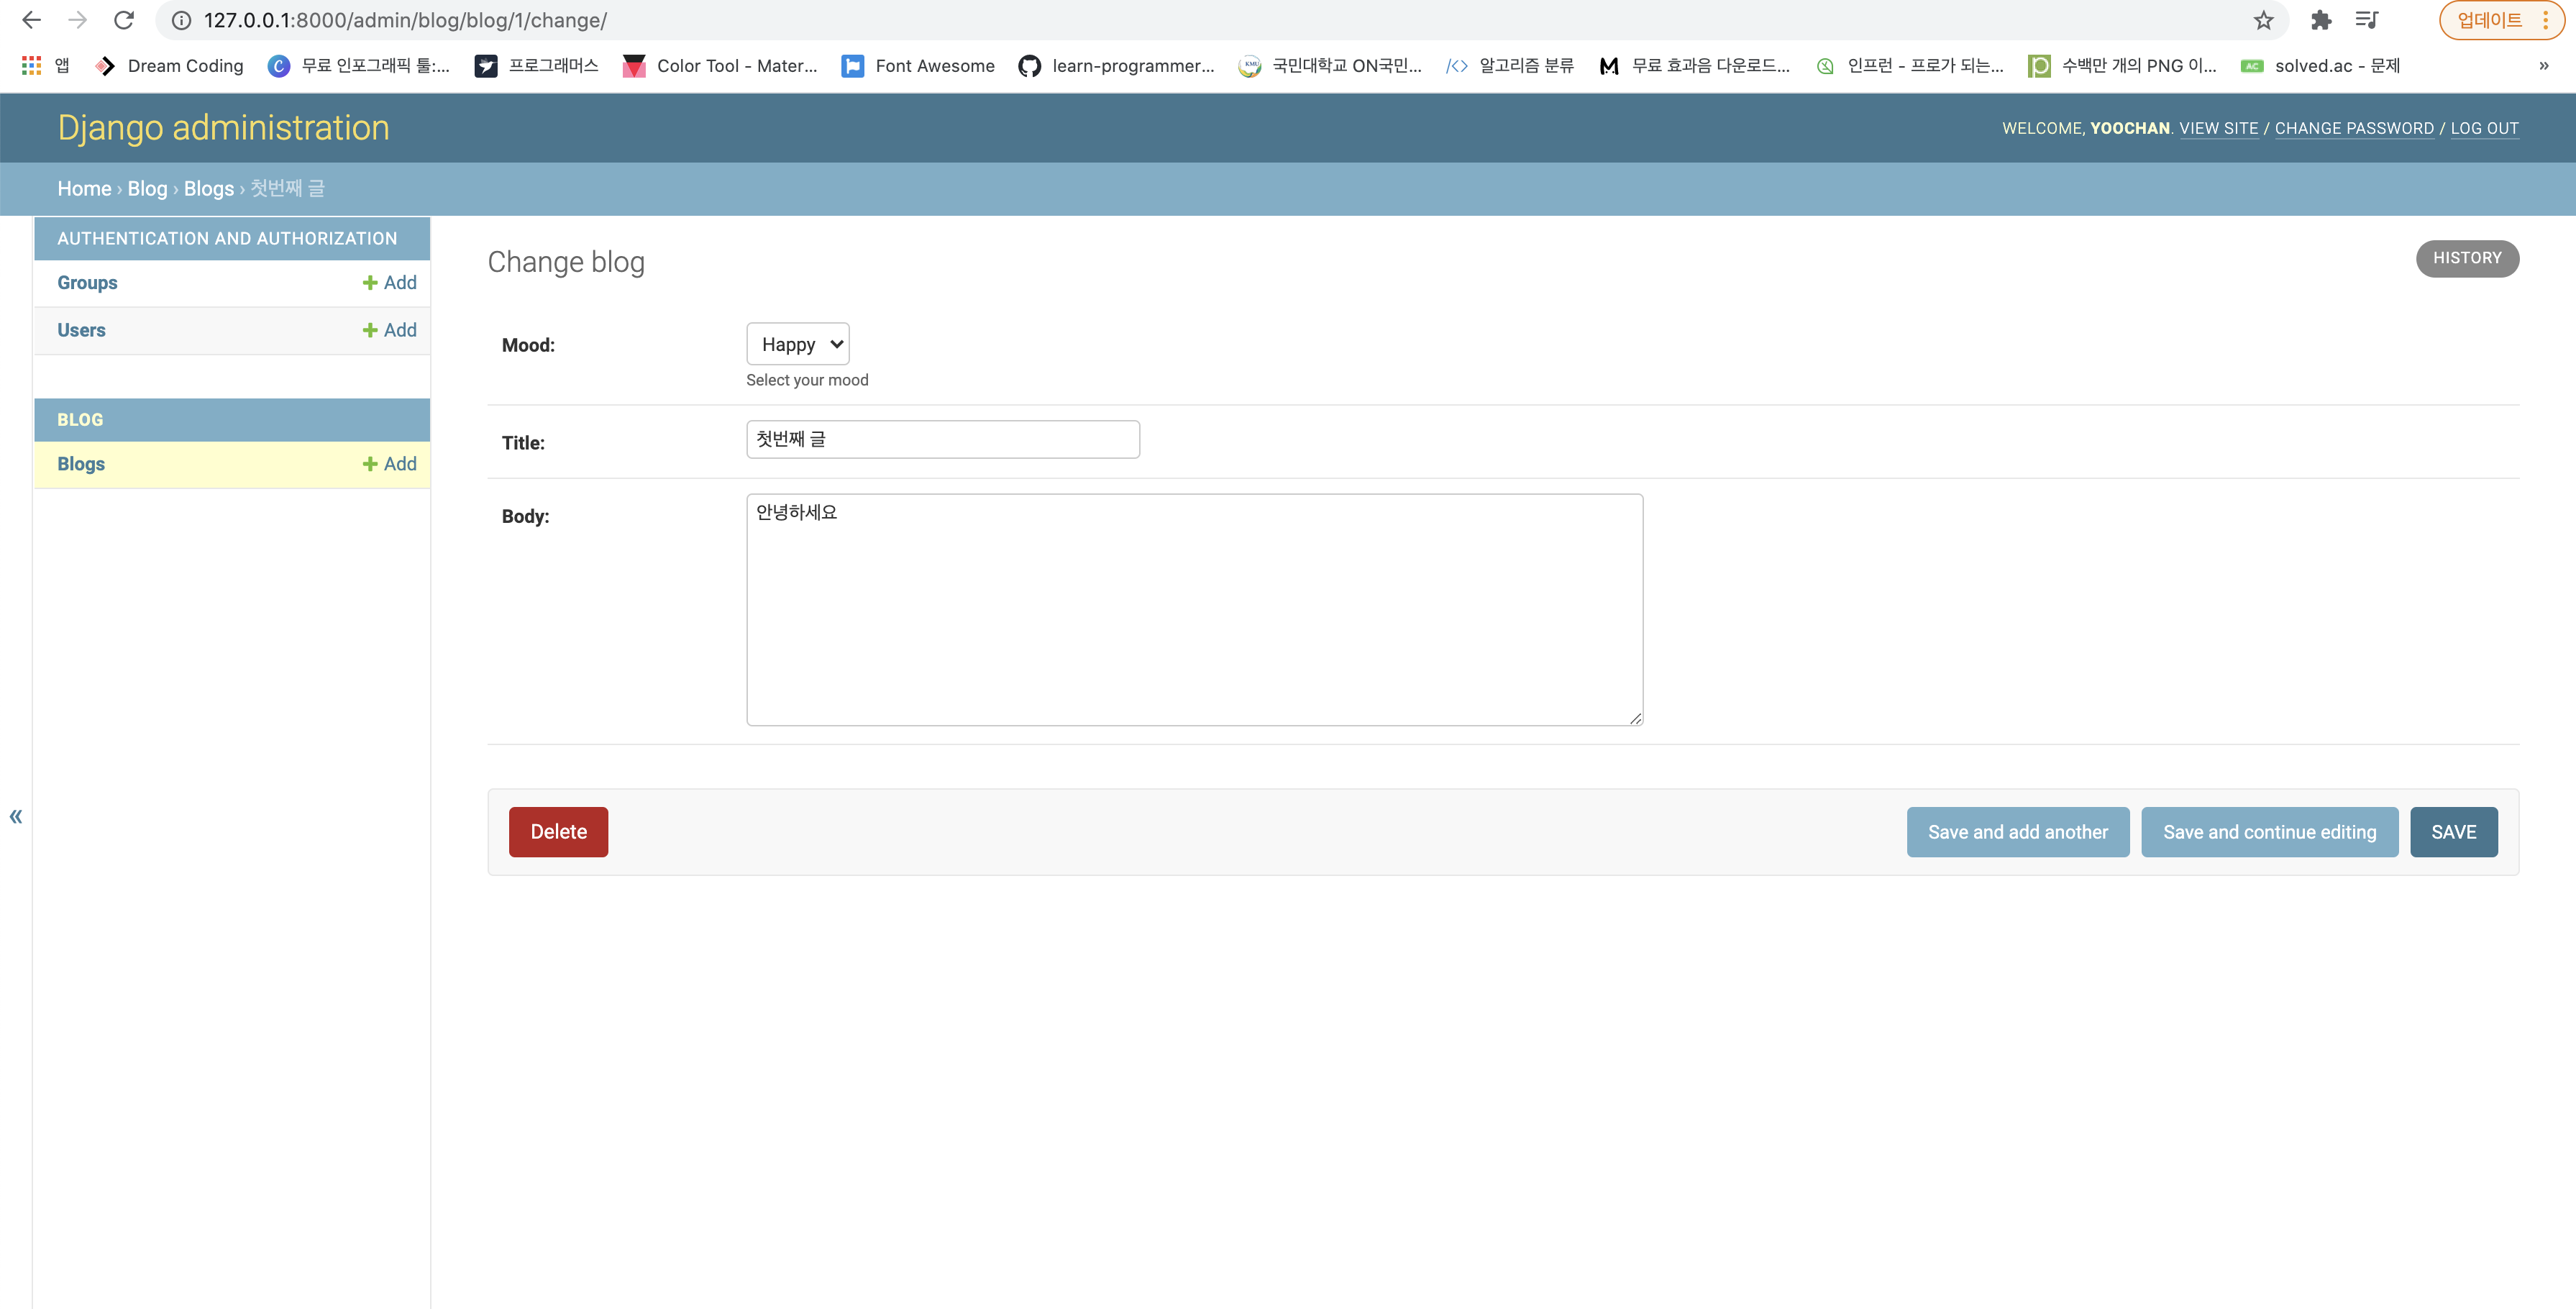 127.0.0.1:8000/admin/blog/blog/1/change/
업데이트
앱 Dream Coding 무료 인포그래픽 툴:... 프로그래머스 Color Tool - Mater... Font Awesome learn-programmer... 국민대학교 ON국민... 알고리즘 분류 무료 효과음 다운로드... 인프런 - 프로가 되는... 수백만 개의 PNG 이... AC solved.ac - 문제 »
Django administration
WELCOME, YOOCHAN. VIEW SITE / CHANGE PASSWORD / LOG OUT
Home › Blog › Blogs › 첫번째 글
AUTHENTICATION AND AUTHORIZATION
Groups + Add
Users + Add
BLOG
Blogs + Add
«
Change blog
HISTORY
Mood: Happy
Select your mood
Title: 첫번째 글
Body: 안녕하세요
Delete Save and add another Save and continue editing SAVE